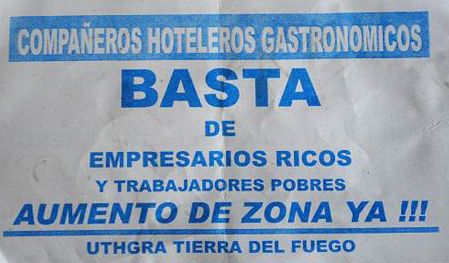 COMPAÑEROS HOTELEROS GASTRONOMICOS
BASTA
DE
EMPRESARIOS RICOS
Y TRABAJADORES POBRES
AUMENTO DE ZONA YA !!!
UTHGRA TIERRA DEL FUEGO